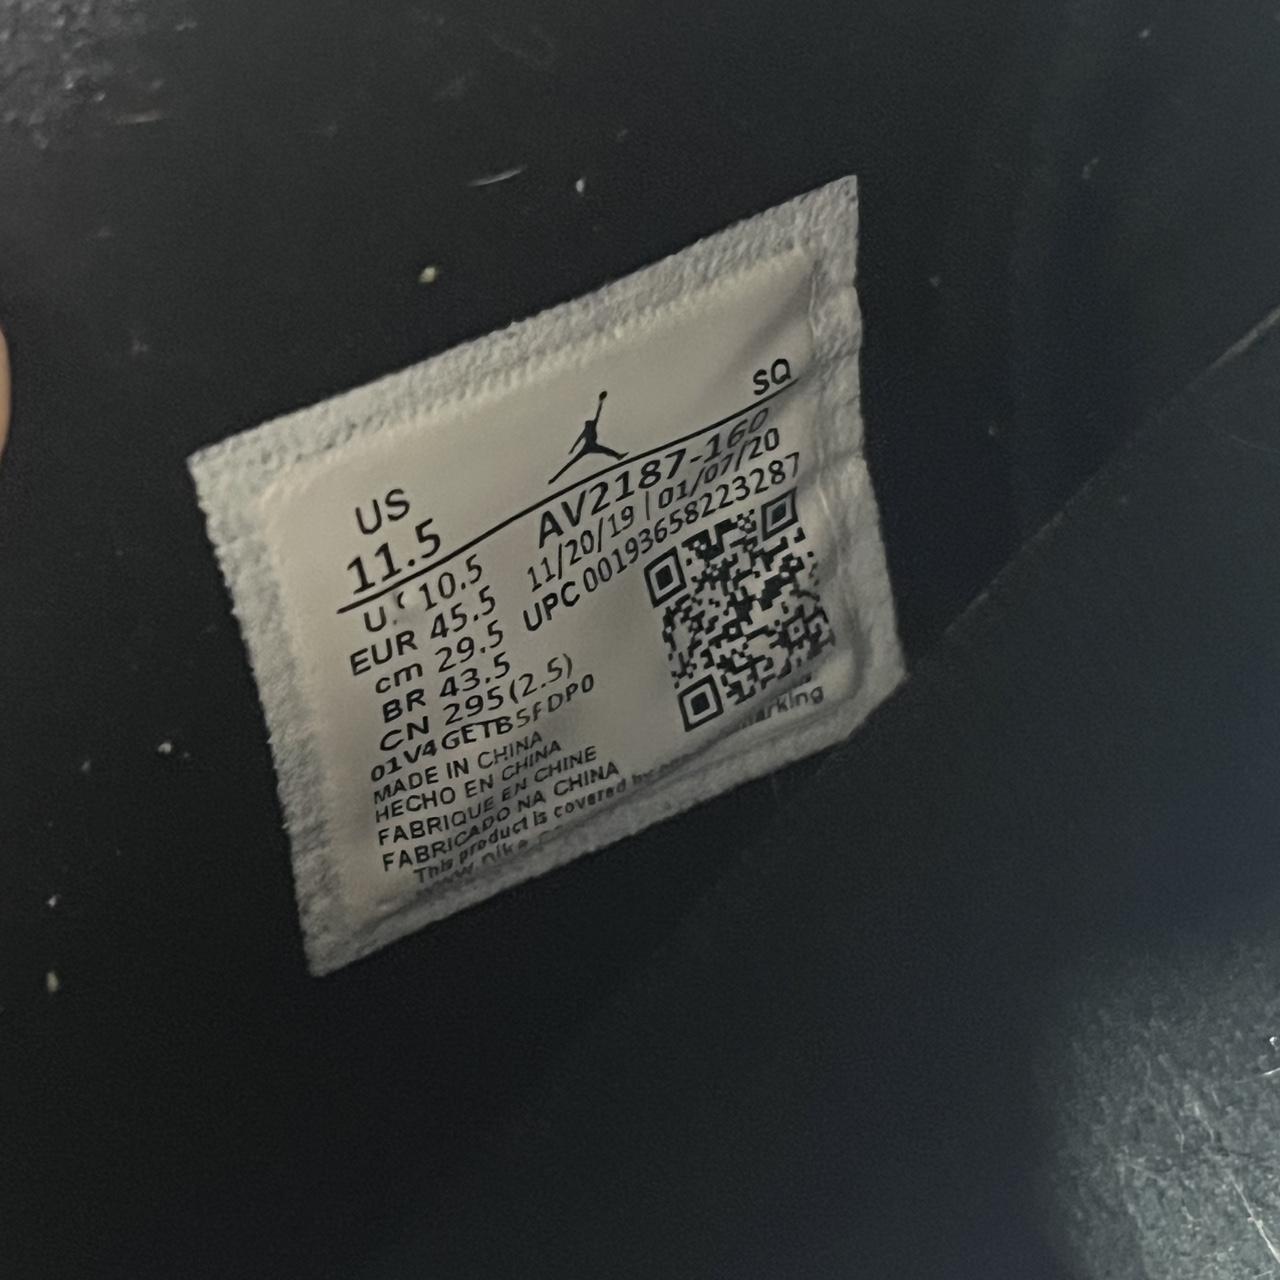 US
11.5
SQ
AV2187-160
11/20/19 | 01/07/20
UPC 00193658223287
10.5
EUR 45.5
cm 29.5
BR 43.5
CN 295(2.5)
01V4GETB5FDP0
MADE IN CHINA
HECHO EN CHINA
FABRIQUE EN CHINE
FABRICADO NA CHINA
This product is covered by
www.nike